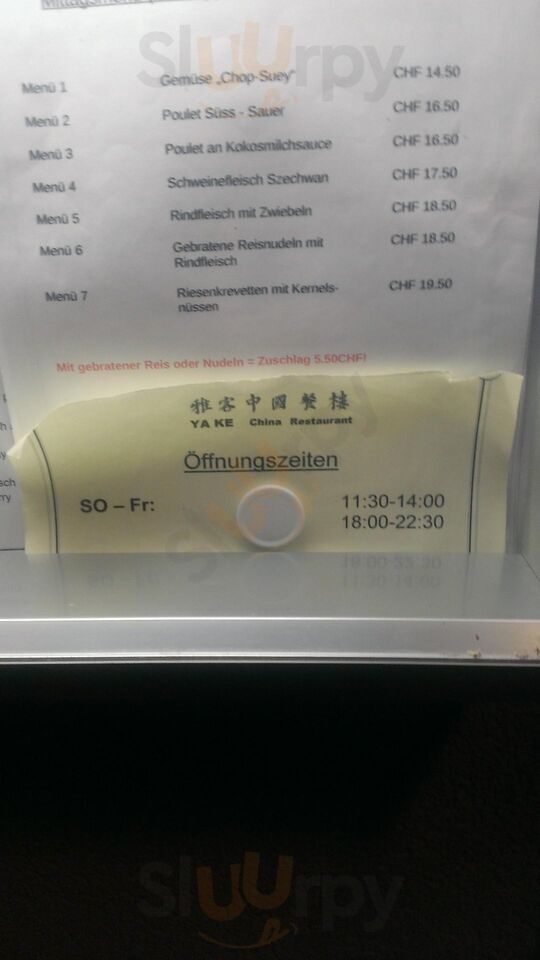 Mittagsmenü
Menü 1 Gemüse „Chop-Suey" CHF 14.50
Menü 2 Poulet Süss - Sauer CHF 16.50
Menü 3 Poulet an Kokosmilchsauce CHF 16.50
Menü 4 Schweinefleisch Szechwan CHF 17.50
Menü 5 Rindfleisch mit Zwiebeln CHF 18.50
Menü 6 Gebratene Reisnudeln mit CHF 18.50
Rindfleisch
Menü 7 Riesenkrevetten mit Kernels- CHF 19.50
nüssen
Mit gebratener Reis oder Nudeln = Zuschlag 5.50CHF!
雅客中國餐樓
YA KE China Restaurant
Öffnungszeiten
SO – Fr: 11:30-14:00
18:00-22:30
Sluurpy
Sluurpy
Sluurpy